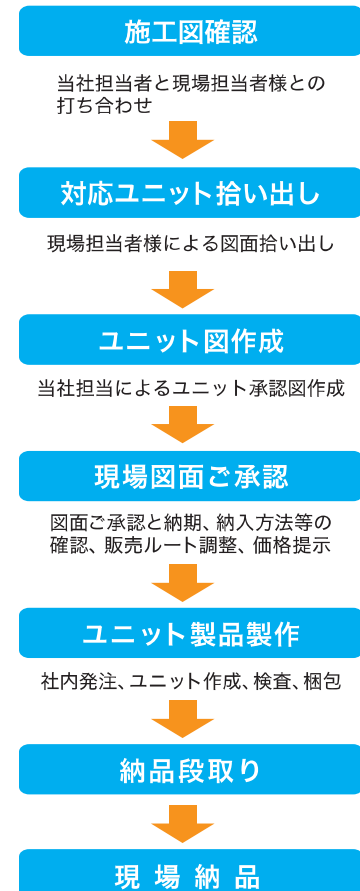 施工図確認
当社担当者と現場担当者様との
打ち合わせ
対応ユニット拾い出し
現場担当者様による図面拾い出し
ユニット図作成
当社担当によるユニット承認図作成
現場図面ご承認
図面ご承認と納期、納入方法等の
確認、販売ルート調整、価格提示
ユニット製品製作
社内発注、ユニット作成、検査、梱包
納品段取り
現場納品